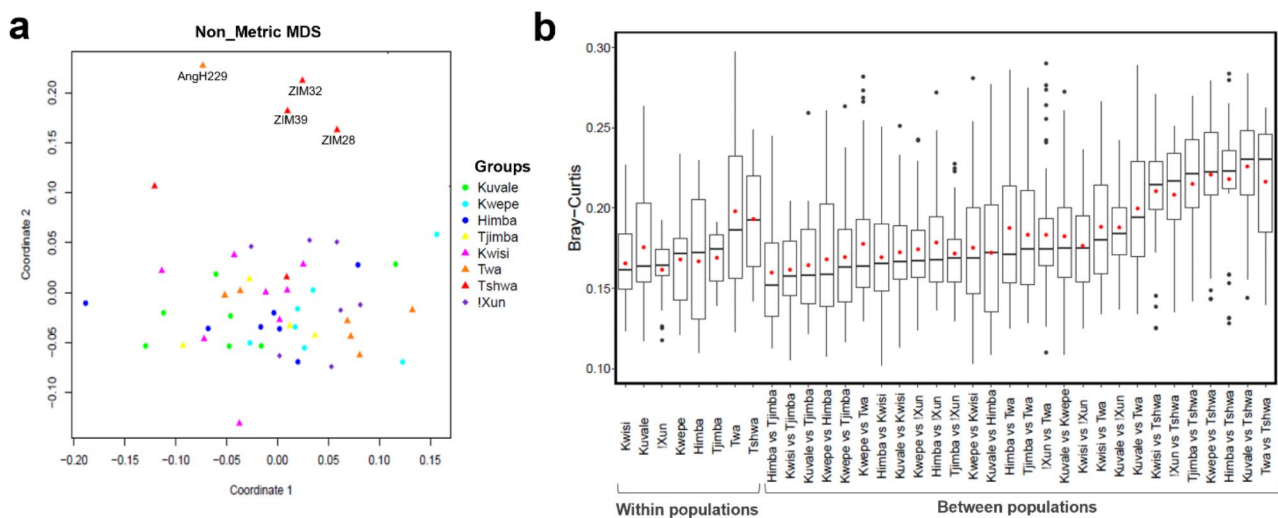 a
Non_Metric MDS
AngH229
ZIM32
ZIM39
ZIM28
0.20
0.15
0.10
0.05
0.00
−0.05
−0.10
Coordinate 2
−0.20
−0.10
−0.05
0.00
0.05
0.10
0.15
Coordinate 1
Groups
Kuvale
Kwepe
Himba
Tjimba
Kwisi
Twa
Tshwa
!Xun
b
0.30
0.25
0.20
0.15
0.10
Bray−Curtis
Kwisi
Kuvale
!Xun
Kwepe
Himba
Tjimba
Twa
Tshwa
Himba vs Tjimba
Kwisi vs Tjimba
Kuvale vs Tjimba
Kwepe vs Himba
Kwepe vs Tjimba
Kwepe vs Twa
Himba vs Kwisi
Kuvale vs Kwisi
Kwepe vs !Xun
Himba vs !Xun
Tjimba vs !Xun
Kwepe vs Kwisi
Kuvale vs Himba
Himba vs Twa
Tjimba vs Twa
!Xun vs Twa
Kuvale vs Kwepe
Kwisi vs !Xun
Kwisi vs Twa
Kuvale vs !Xun
Kuvale vs Twa
Kwisi vs Tshwa
!Xun vs Tshwa
Tjimba vs Tshwa
Kwepe vs Tshwa
Himba vs Tshwa
Kuvale vs Tshwa
Twa vs Tshwa
Within populations
Between populations